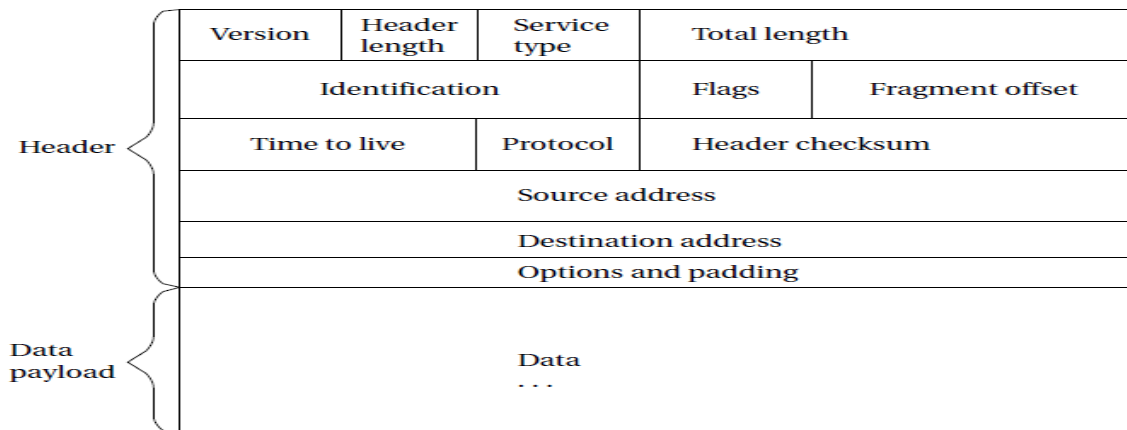 Version
Header
length
Service
type
Total length
Identification
Flags
Fragment offset
Header
Time to live
Protocol
Header checksum
Source address
Destination address
Options and padding
Data
payload
Data
. . .